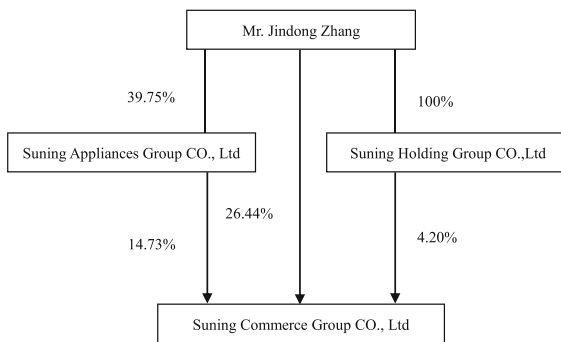 Mr. Jindong Zhang
39.75%
100%
Suning Appliances Group CO., Ltd
Suning Holding Group CO.,Ltd
26.44%
14.73%
4.20%
Suning Commerce Group CO., Ltd